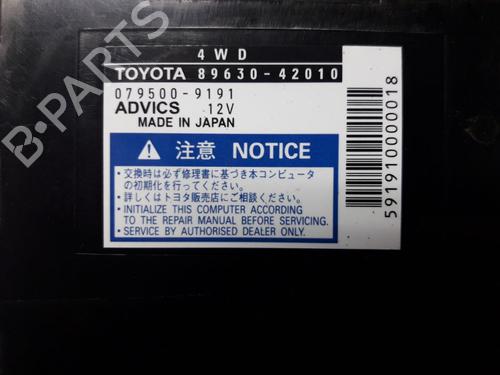 B-PARTS
4WD
TOYOTA 89630-42010
079500-9191
ADVICS 12V
MADE IN JAPAN
注意 NOTICE
・交換時は必ず修理書に基づき本コンピュータ
の初期化を行ってください。
・詳しくはトヨタ販売店にご相談ください。
・INITIALIZE THIS COMPUTER ACCORDING
TO THE REPAIR MANUAL BEFORE SERVICING.
・SERVICE BY AUTHORISED DEALER ONLY.
591910000018